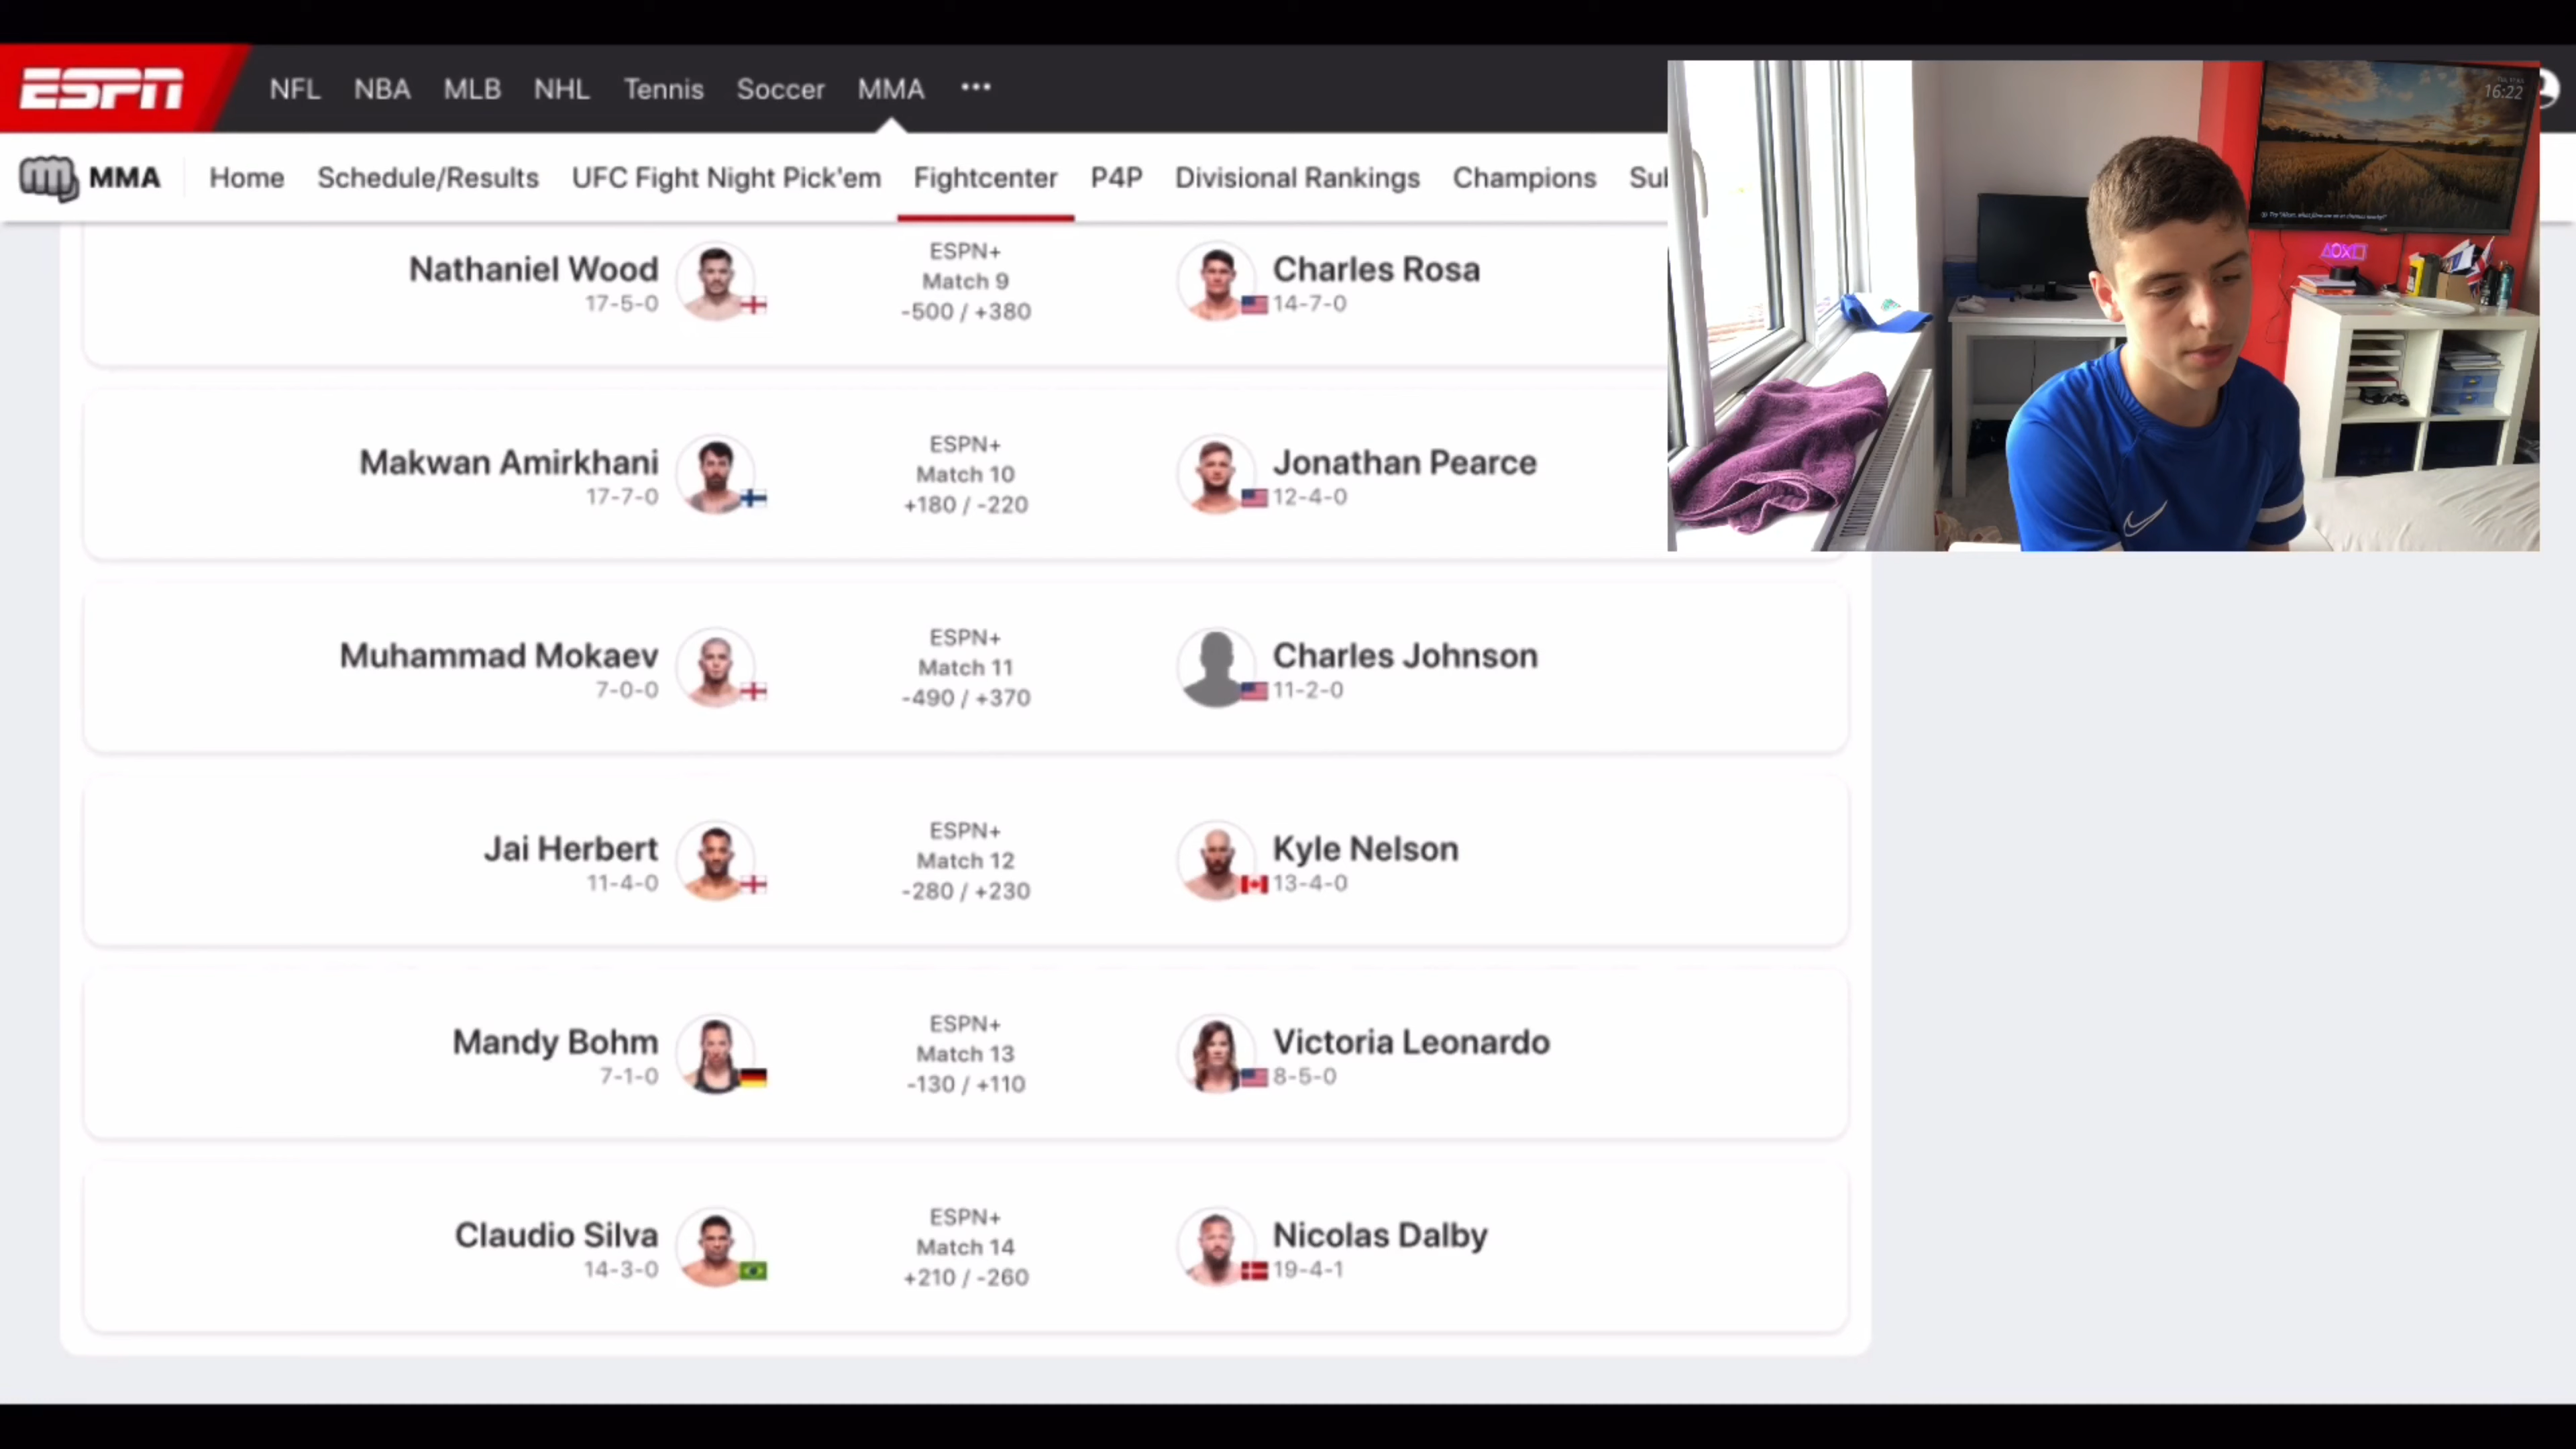 ESPN NFL NBA MLB NHL Tennis Soccer MMA •••
MMA Home Schedule/Results UFC Fight Night Pick'em Fightcenter P4P Divisional Rankings Champions Sul
16:22
Nathaniel Wood
17-5-0
ESPN+
Match 9
-500 / +380
Charles Rosa
14-7-0
Makwan Amirkhani
17-7-0
ESPN+
Match 10
+180 / -220
Jonathan Pearce
12-4-0
Muhammad Mokaev
7-0-0
ESPN+
Match 11
-490 / +370
Charles Johnson
11-2-0
Jai Herbert
11-4-0
ESPN+
Match 12
-280 / +230
Kyle Nelson
13-4-0
Mandy Bohm
7-1-0
ESPN+
Match 13
-130 / +110
Victoria Leonardo
8-5-0
Claudio Silva
14-3-0
ESPN+
Match 14
+210 / -260
Nicolas Dalby
19-4-1